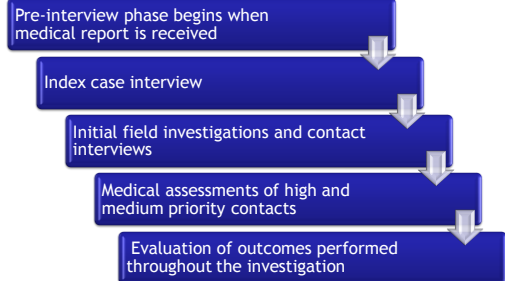 Pre-interview phase begins when
medical report is received
Index case interview
Initial field investigations and contact
interviews
Medical assessments of high and
medium priority contacts
Evaluation of outcomes performed
throughout the investigation